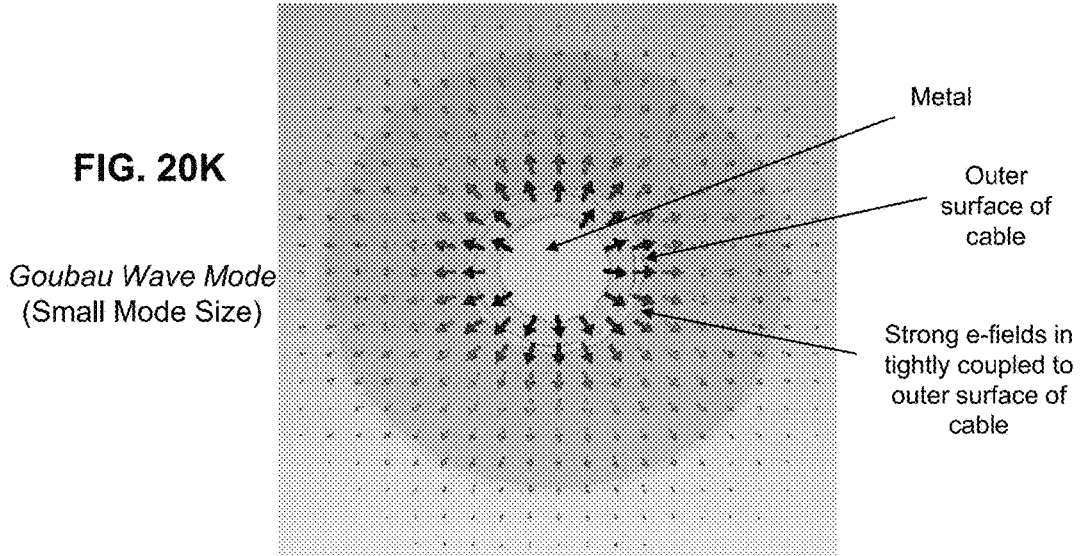 FIG. 20K
Goubau Wave Mode
(Small Mode Size)
Metal
Outer
surface of
cable
Strong e-fields in
tightly coupled to
outer surface of
cable